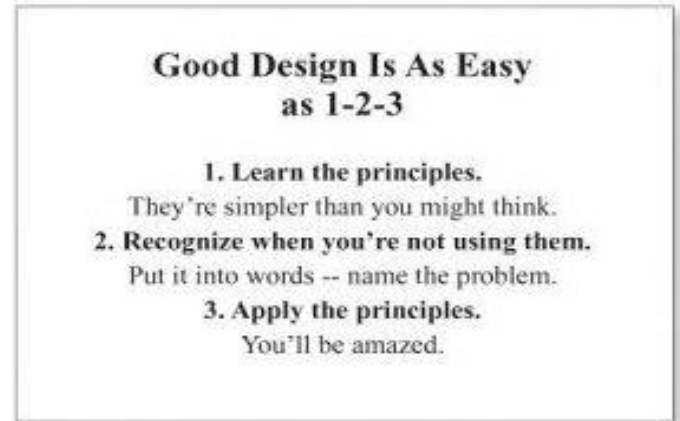 Good Design Is As Easy
as 1-2-3
1. Learn the principles.
They're simpler than you might think.
2. Recognize when you're not using them.
Put it into words -- name the problem.
3. Apply the principles.
You'll be amazed.